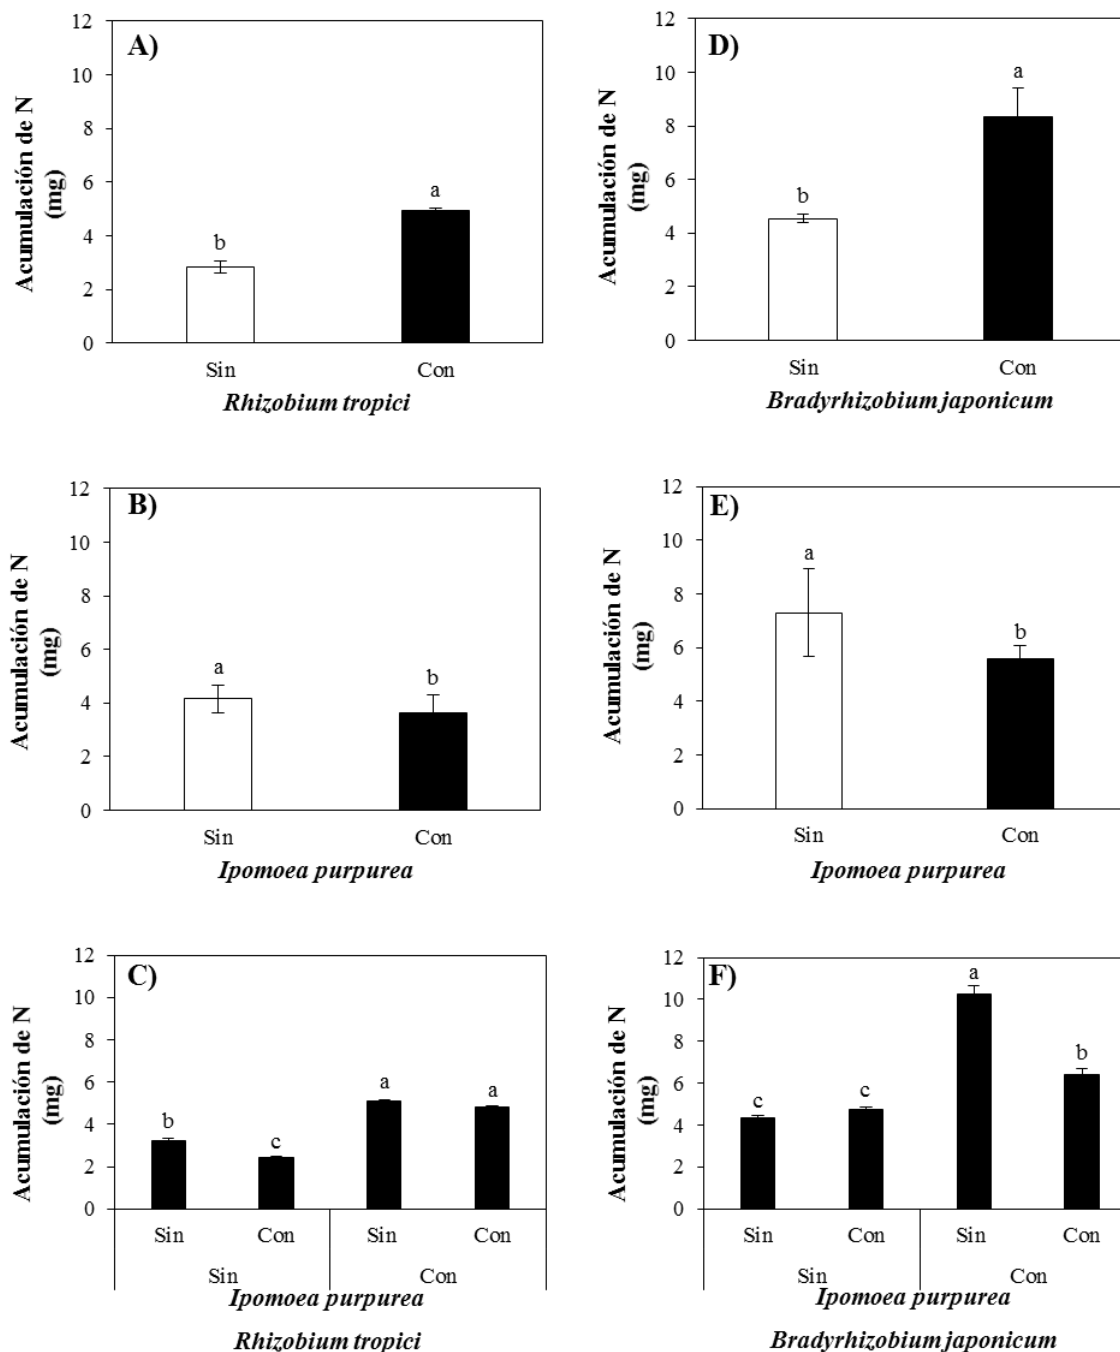 A)
Acumulación de N
(mg)
12
10
8
6
4
2
0
b
a
Sin
Con
Rhizobium tropici
D)
Acumulación de N
(mg)
12
10
8
6
4
2
0
b
a
Sin
Con
Bradyrhizobium japonicum
B)
Acumulación de N
(mg)
12
10
8
6
4
2
0
a
b
Sin
Con
Ipomoea purpurea
E)
Acumulación de N
(mg)
12
10
8
6
4
2
0
a
b
Sin
Con
Ipomoea purpurea
C)
Acumulación de N
(mg)
12
10
8
6
4
2
0
b
c
a
a
Sin
Con
Sin
Con
Sin
Con
Ipomoea purpurea
Rhizobium tropici
F)
Acumulación de N
(mg)
12
10
8
6
4
2
0
c
c
a
b
Sin
Con
Sin
Con
Sin
Con
Ipomoea purpurea
Bradyrhizobium japonicum